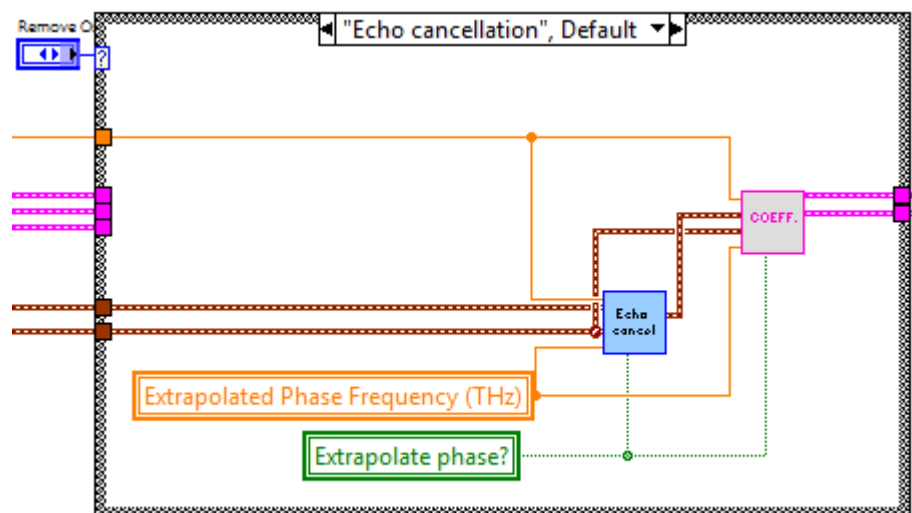 Remove O
"Echo cancellation", Default
?
COEFF.
Echo
cancel
Extrapolated Phase Frequency (THz)
Extrapolate phase?